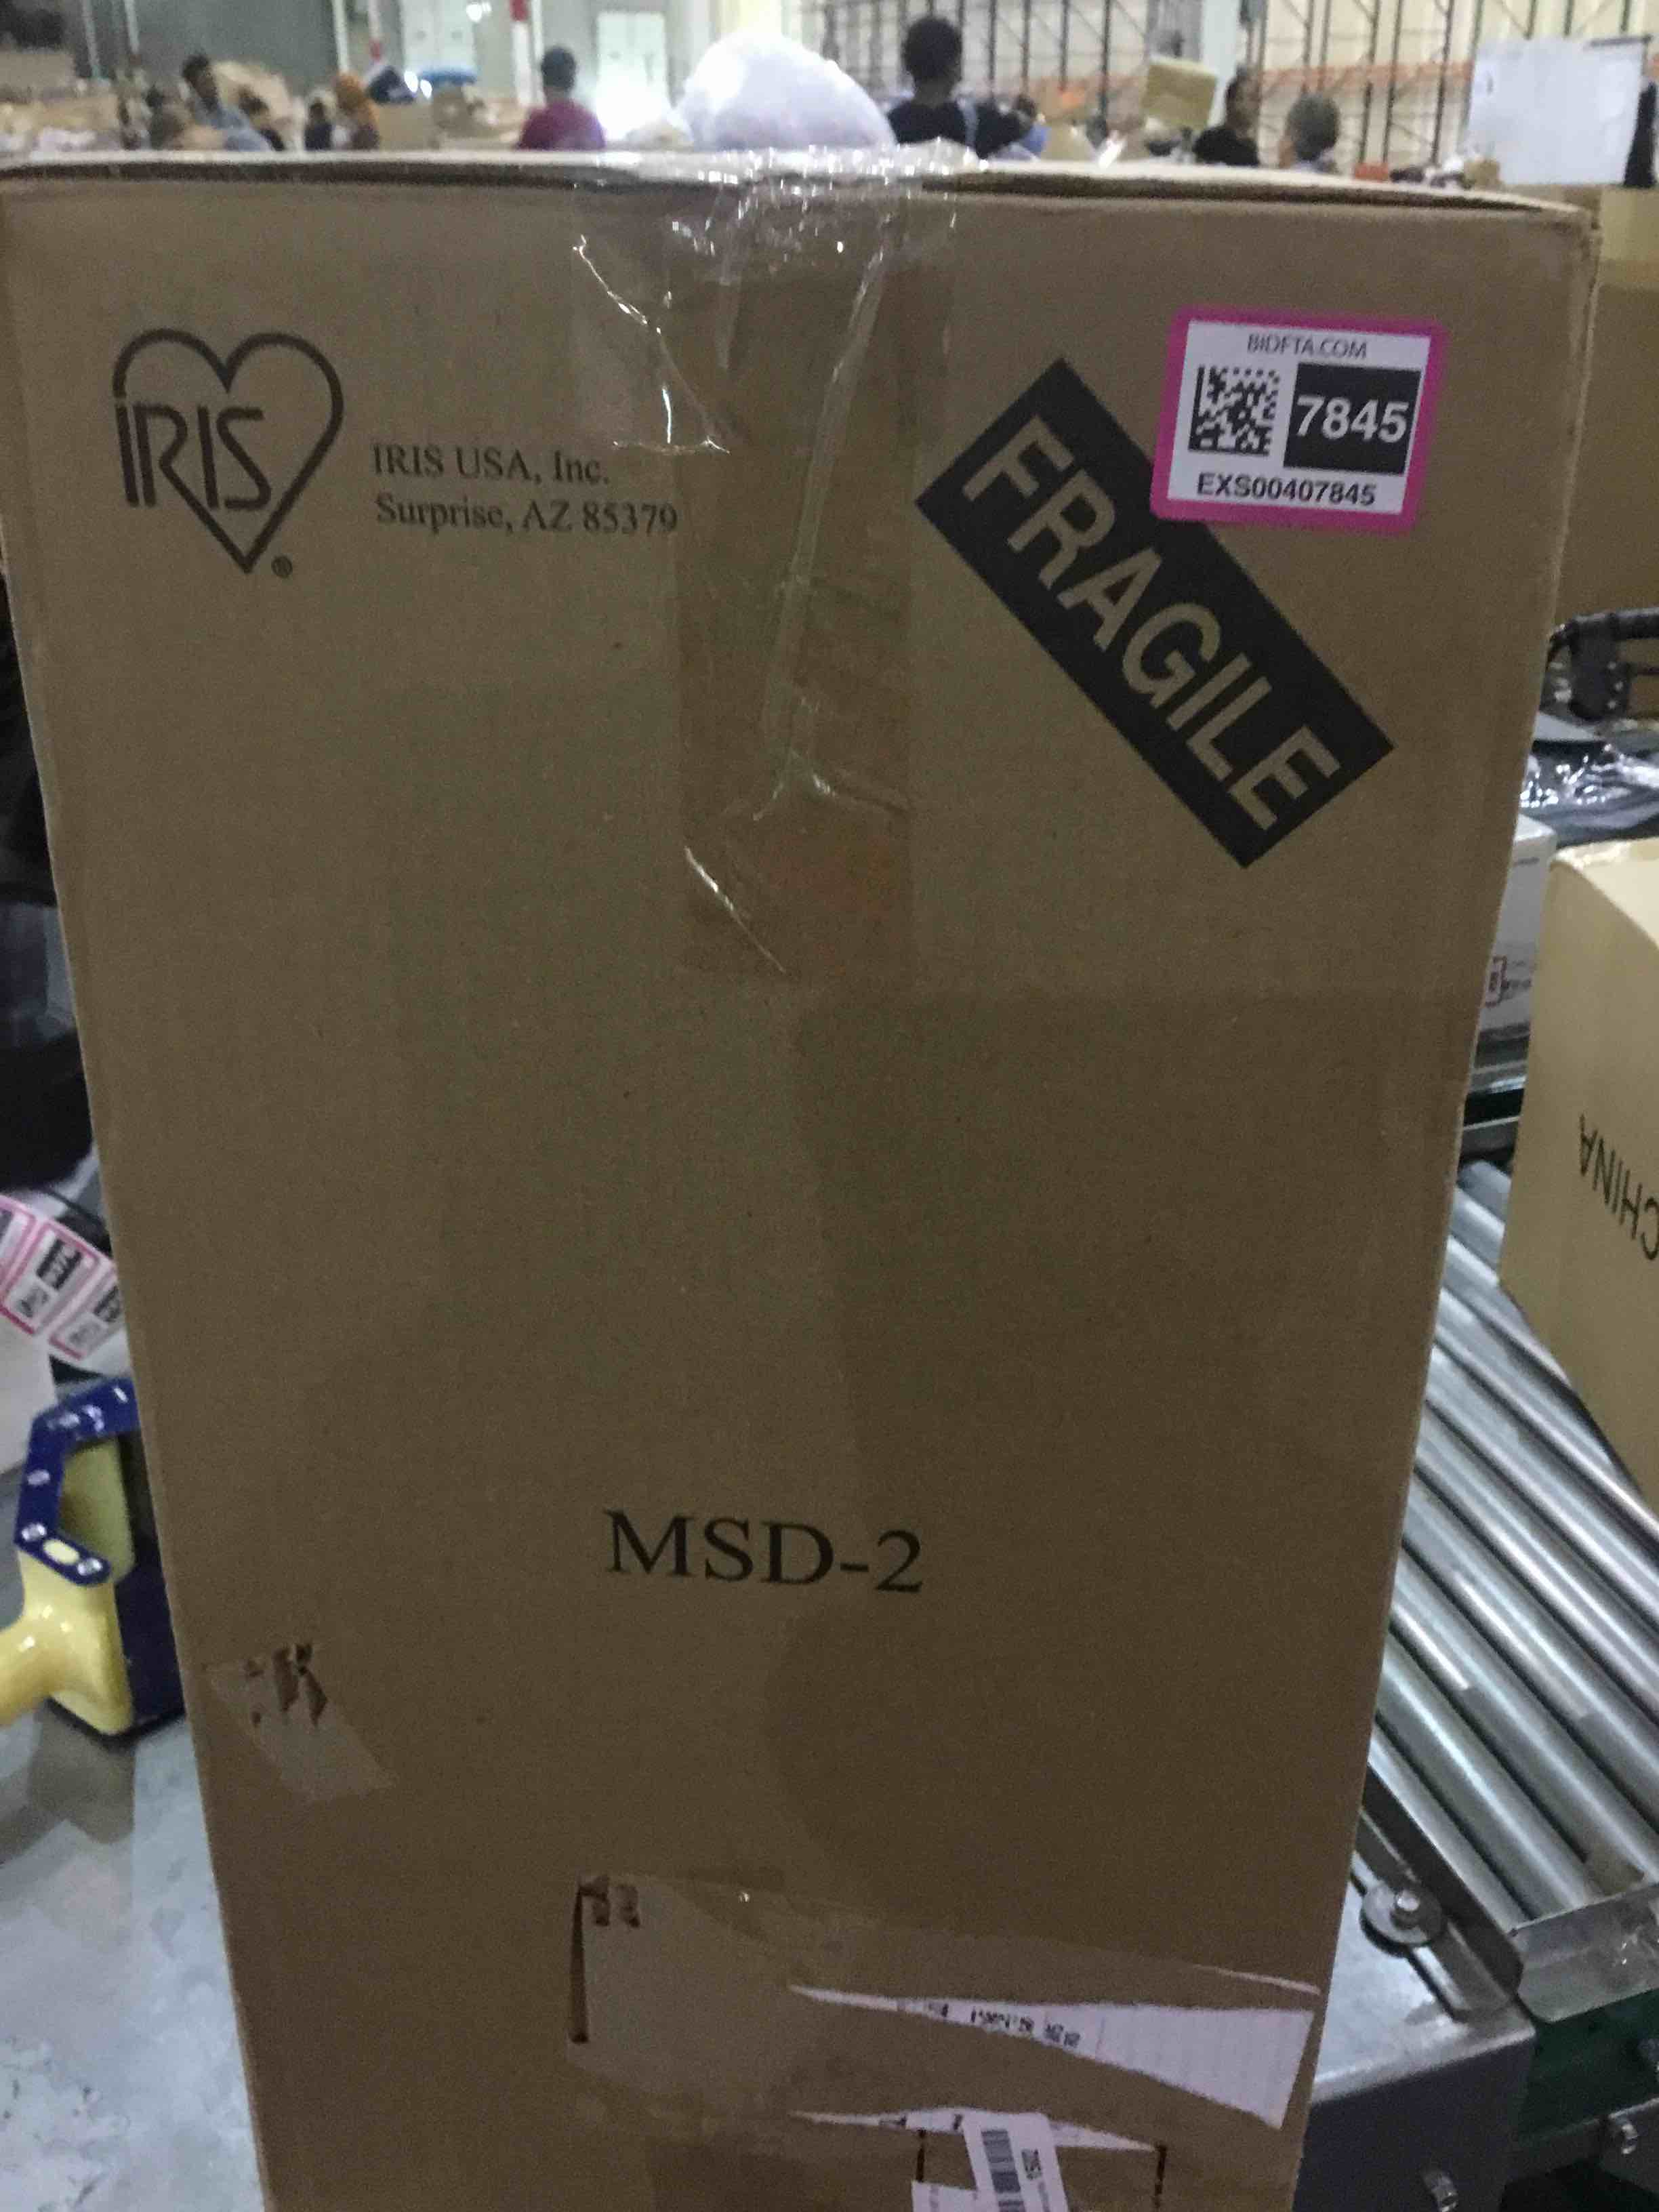 BIDFTA.COM
7845
EXS00407845
IRIS
®
IRIS USA, Inc.
Surprise, AZ 85379
FRAGILE
CHINA
MSD-2